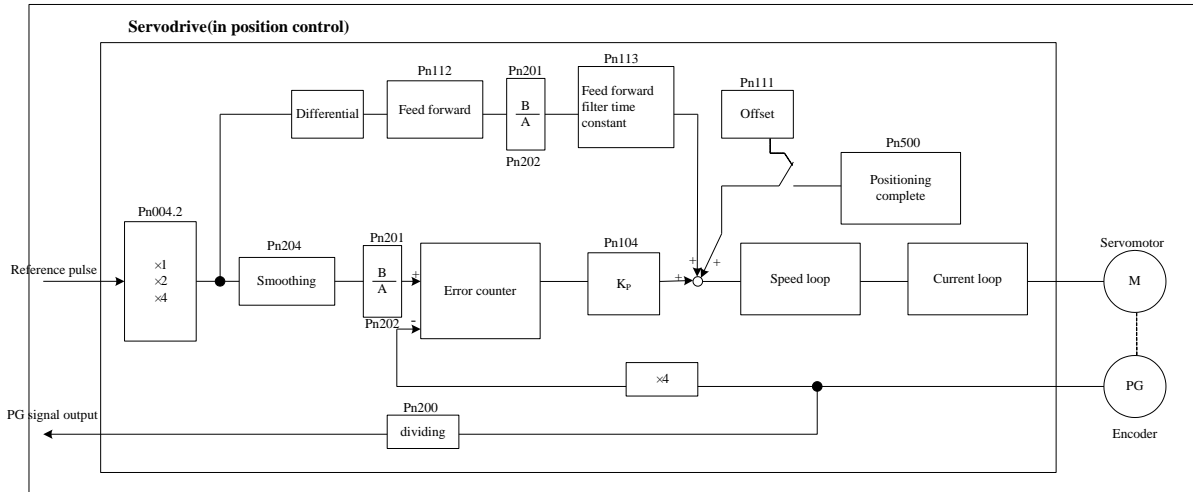 Servodrive(in position control)
Pn112
Pn201
Pn113
Pn111
Differential
Feed forward
B
A
Feed forward
filter time
constant
Offset
Pn202
Pn500
Positioning
complete
Pn004.2
×1
×2
×4
Reference pulse
Pn204
Smoothing
Pn201
B
A
Pn202
+
-
Error counter
Pn104
KP
+
+
+
Speed loop
Current loop
Servomotor
M
×4
PG
Encoder
PG signal output
Pn200
dividing